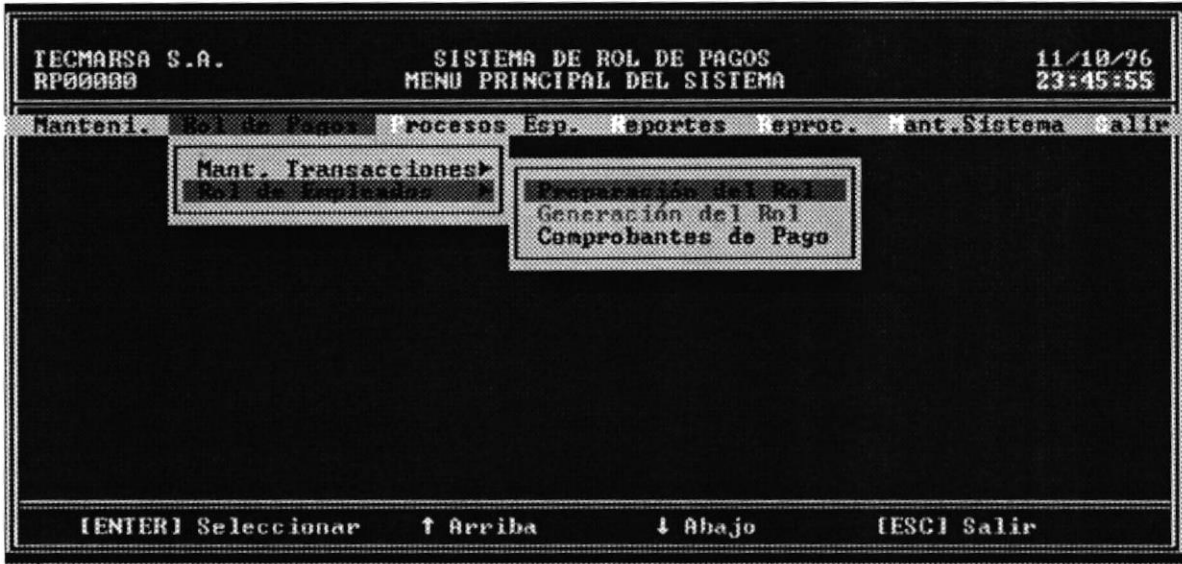 TECMARSA S.A. SISTEMA DE ROL DE PAGOS 11/10/96
RP00000 MENU PRINCIPAL DEL SISTEMA 23:45:55
Manteni. Rol de Pagos Procesos Esp. Reportes Reproc. Mant.Sistema Salir
Mant. Transacciones►
Rol de Empleados ►
Preparación del Rol
Generación del Rol
Comprobantes de Pago
[ENTER] Seleccionar ↑ Arriba ↓ Abajo [ESC] Salir